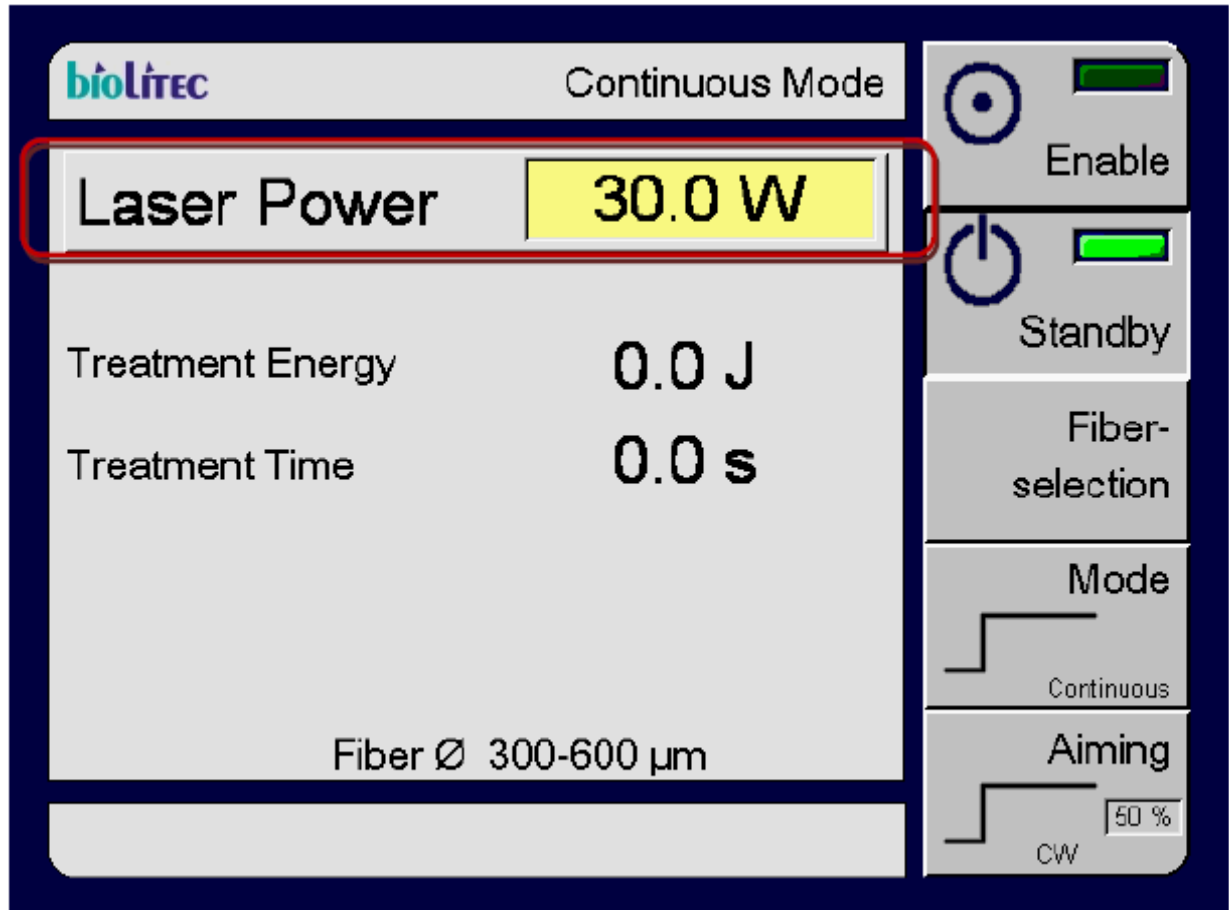 biolitec
Continuous Mode
Laser Power 30.0 W
Treatment Energy 0.0 J
Treatment Time 0.0 s
Fiber Ø 300-600 µm
Enable
Standby
Fiber-
selection
Mode
Continuous
Aiming
50 %
CW